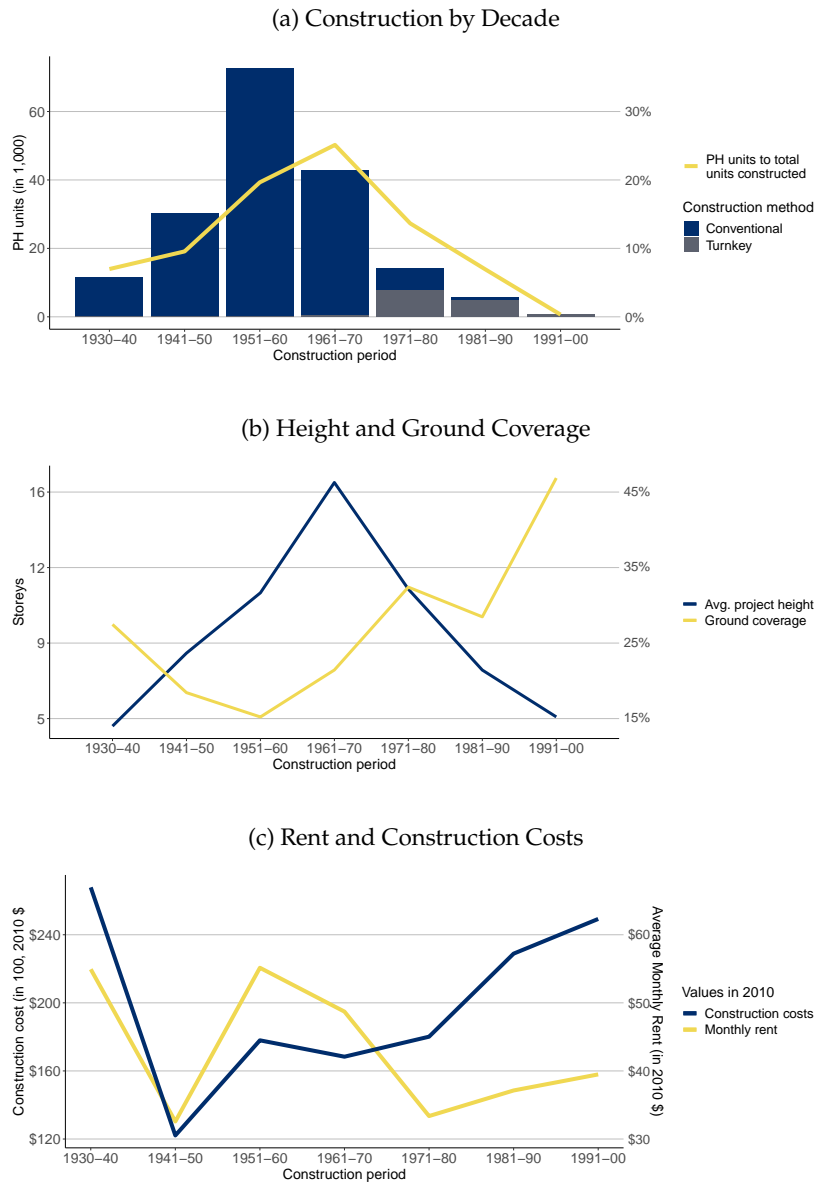 (a) Construction by Decade
PH units (in 1,000)
60
40
20
0
30%
20%
10%
0%
1930–40 1941–50 1951–60 1961–70 1971–80 1981–90 1991–00
Construction period
PH units to total
units constructed
Construction method
Conventional
Turnkey
(b) Height and Ground Coverage
Storeys
16
12
9
5
45%
35%
25%
15%
1930–40 1941–50 1951–60 1961–70 1971–80 1981–90 1991–00
Construction period
Avg. project height
Ground coverage
(c) Rent and Construction Costs
Construction cost (in 100, 2010 $
$240
$200
$160
$120
$60
$50
$40
$30
Average Monthly Rent (in 2010 $)
1930–40 1941–50 1951–60 1961–70 1971–80 1981–90 1991–00
Construction period
Values in 2010
Construction costs
Monthly rent